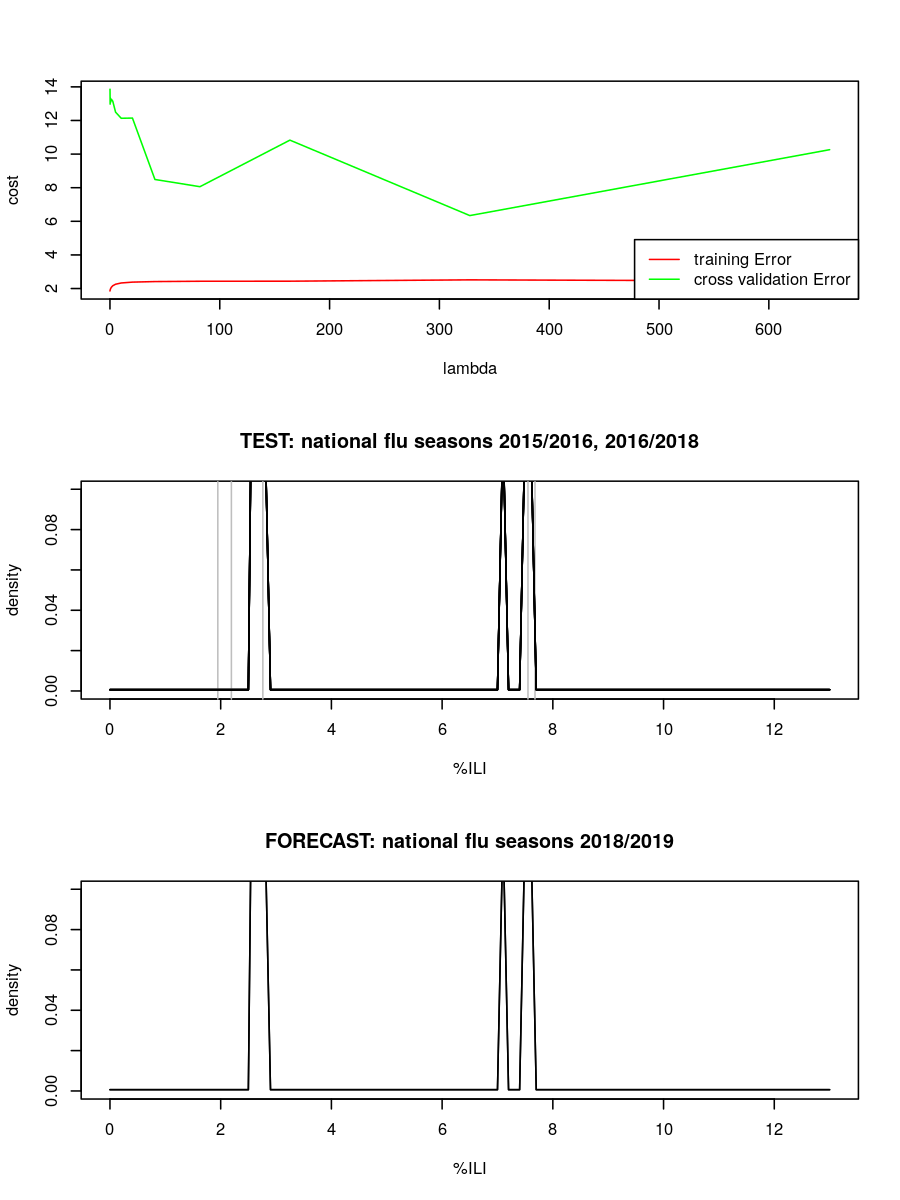 14
12
10
8
6
4
2
cost
training Error
cross validation Error
0 100 200 300 400 500 600
lambda
TEST: national flu seasons 2015/2016, 2016/2018
0.08
0.04
0.00
density
0 2 4 6 8 10 12
%ILI
FORECAST: national flu seasons 2018/2019
0.08
0.04
0.00
density
0 2 4 6 8 10 12
%ILI